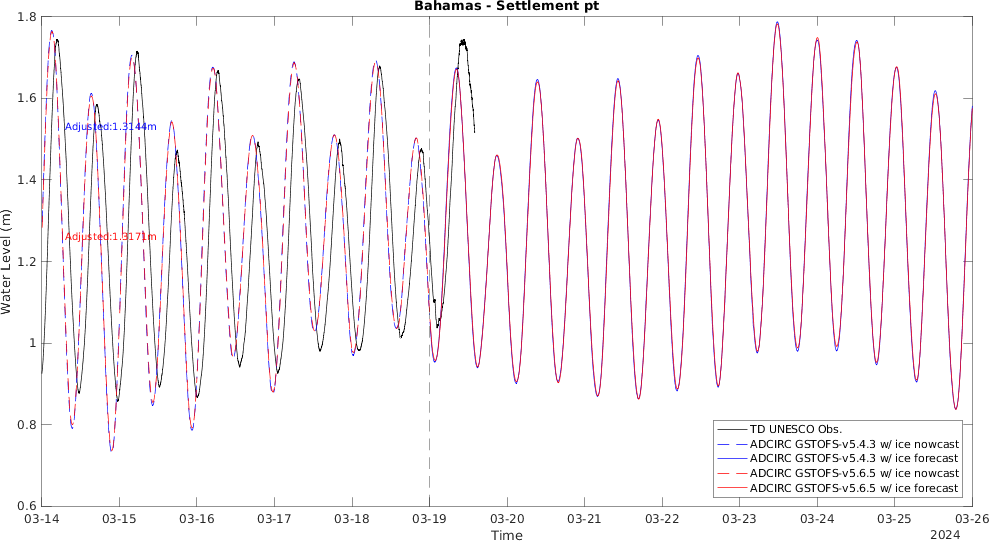 Bahamas - Settlement pt
1.8
1.6
1.4
1.2
1
0.8
0.6
Water Level (m)
Adjusted:1.3144m
Adjusted:1.3171m
TD UNESCO Obs.
ADCIRC GSTOFS-v5.4.3 w/ ice nowcast
ADCIRC GSTOFS-v5.4.3 w/ ice forecast
ADCIRC GSTOFS-v5.6.5 w/ ice nowcast
ADCIRC GSTOFS-v5.6.5 w/ ice forecast
03-14 03-15 03-16 03-17 03-18 03-19 03-20 03-21 03-22 03-23 03-24 03-25 03-26
Time
2024